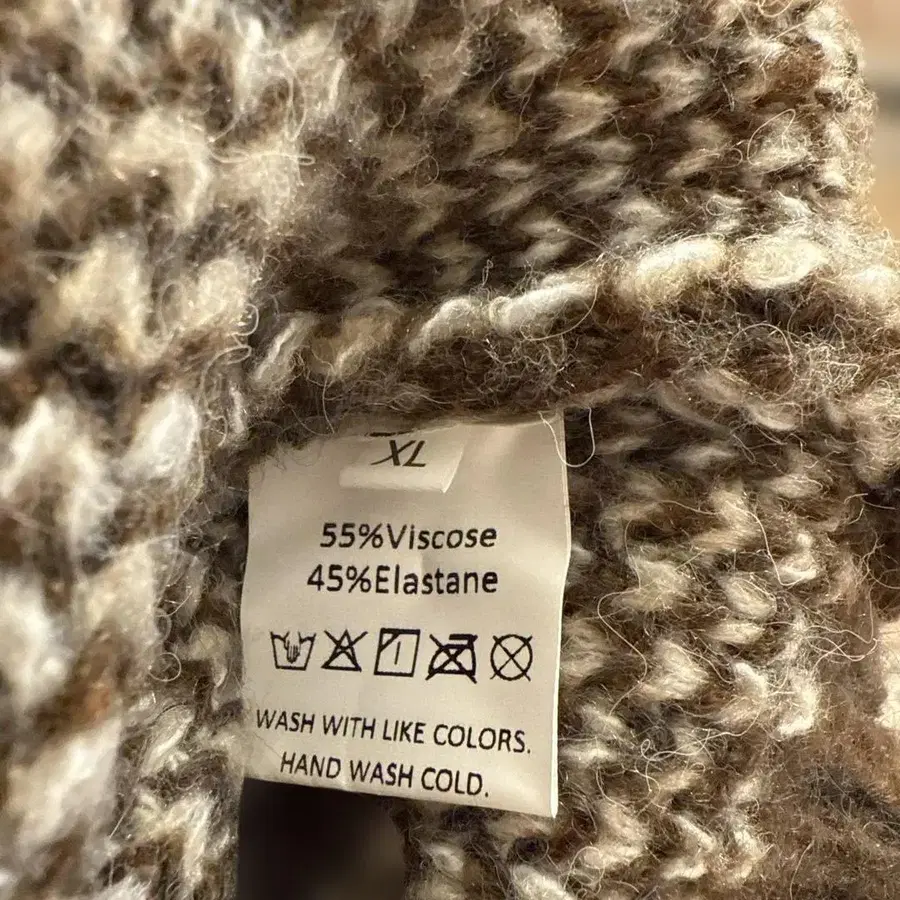 XL
55%Viscose
45%Elastane
WASH WITH LIKE COLORS.
HAND WASH COLD.